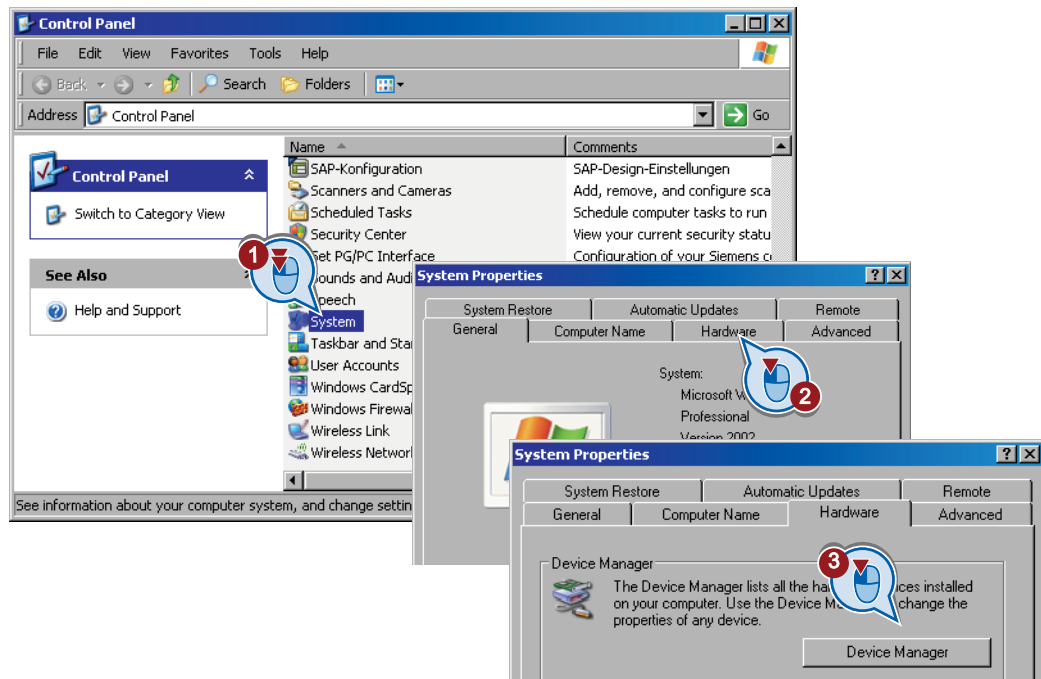 Control Panel
File Edit View Favorites Tools Help
Back Search Folders
Address Control Panel Go
Name Comments
Control Panel
Switch to Category View
See Also
Help and Support
SAP-Konfiguration SAP-Design-Einstellungen
Scanners and Cameras Add, remove, and configure sca
Scheduled Tasks Schedule computer tasks to run
Security Center View your current security statu
Set PG/PC Interface Configuration of your Siemens
1
ounds and Audi
peech
System
Taskbar and Sta
User Accounts
Windows CardSp
Windows Firewal
Wireless Link
Wireless Networ
See information about your computer system, and change settin
System Properties
System Restore Automatic Updates Remote
General Computer Name Hardware Advanced
System:
Microsoft W
Professional
Version 2002
2
System Properties
System Restore Automatic Updates Remote
General Computer Name Hardware Advanced
3
Device Manager
The Device Manager lists all the ha ces installed
on your computer. Use the Device M change the
properties of any device.
Device Manager